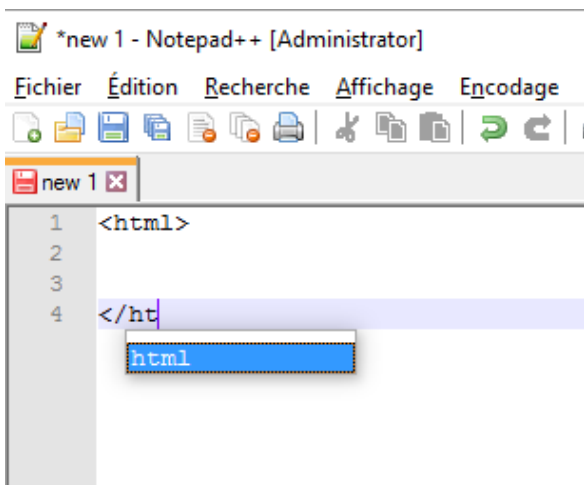 *new 1 - Notepad++ [Administrator]
Fichier Édition Recherche Affichage Encodage
new 1
1 <html>
2
3
4 </ht
html